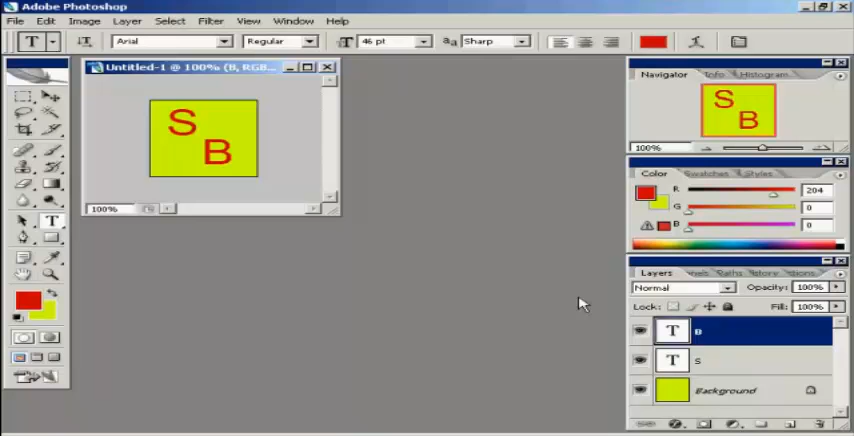 Adobe Photoshop
File Edit Image Layer Select Filter View Window Help
T Arial Regular T 46 pt aa Sharp
Untitled-1 @ 100% (B, RGB...
S
B
100%
T
Navigator Info Histogram
S
B
100%
Color Swatches Styles
R 204
G 0
B 0
Layers Paths
Normal Opacity: 100%
Lock: Fill: 100%
T B
T S
Background